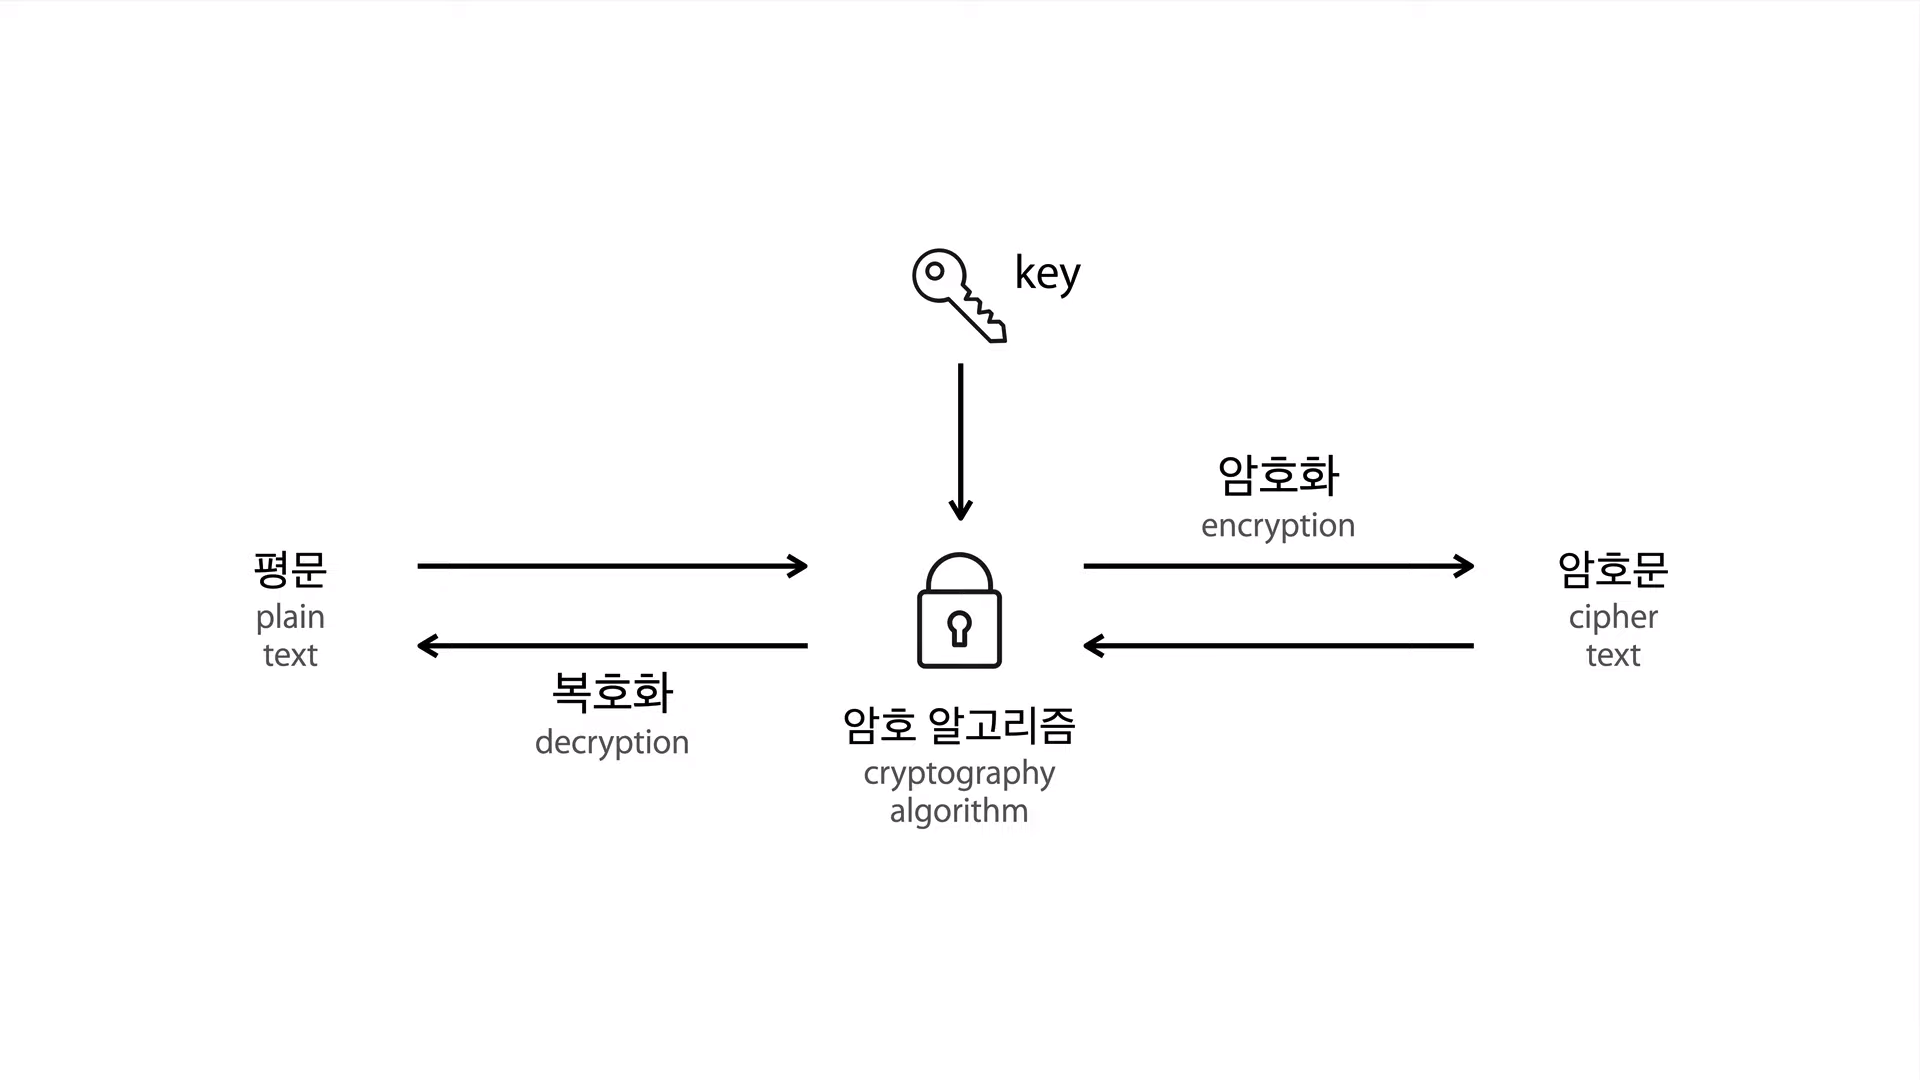 key
암호화
encryption
평문
plain
text
암호문
cipher
text
복호화
decryption
암호 알고리즘
cryptography
algorithm